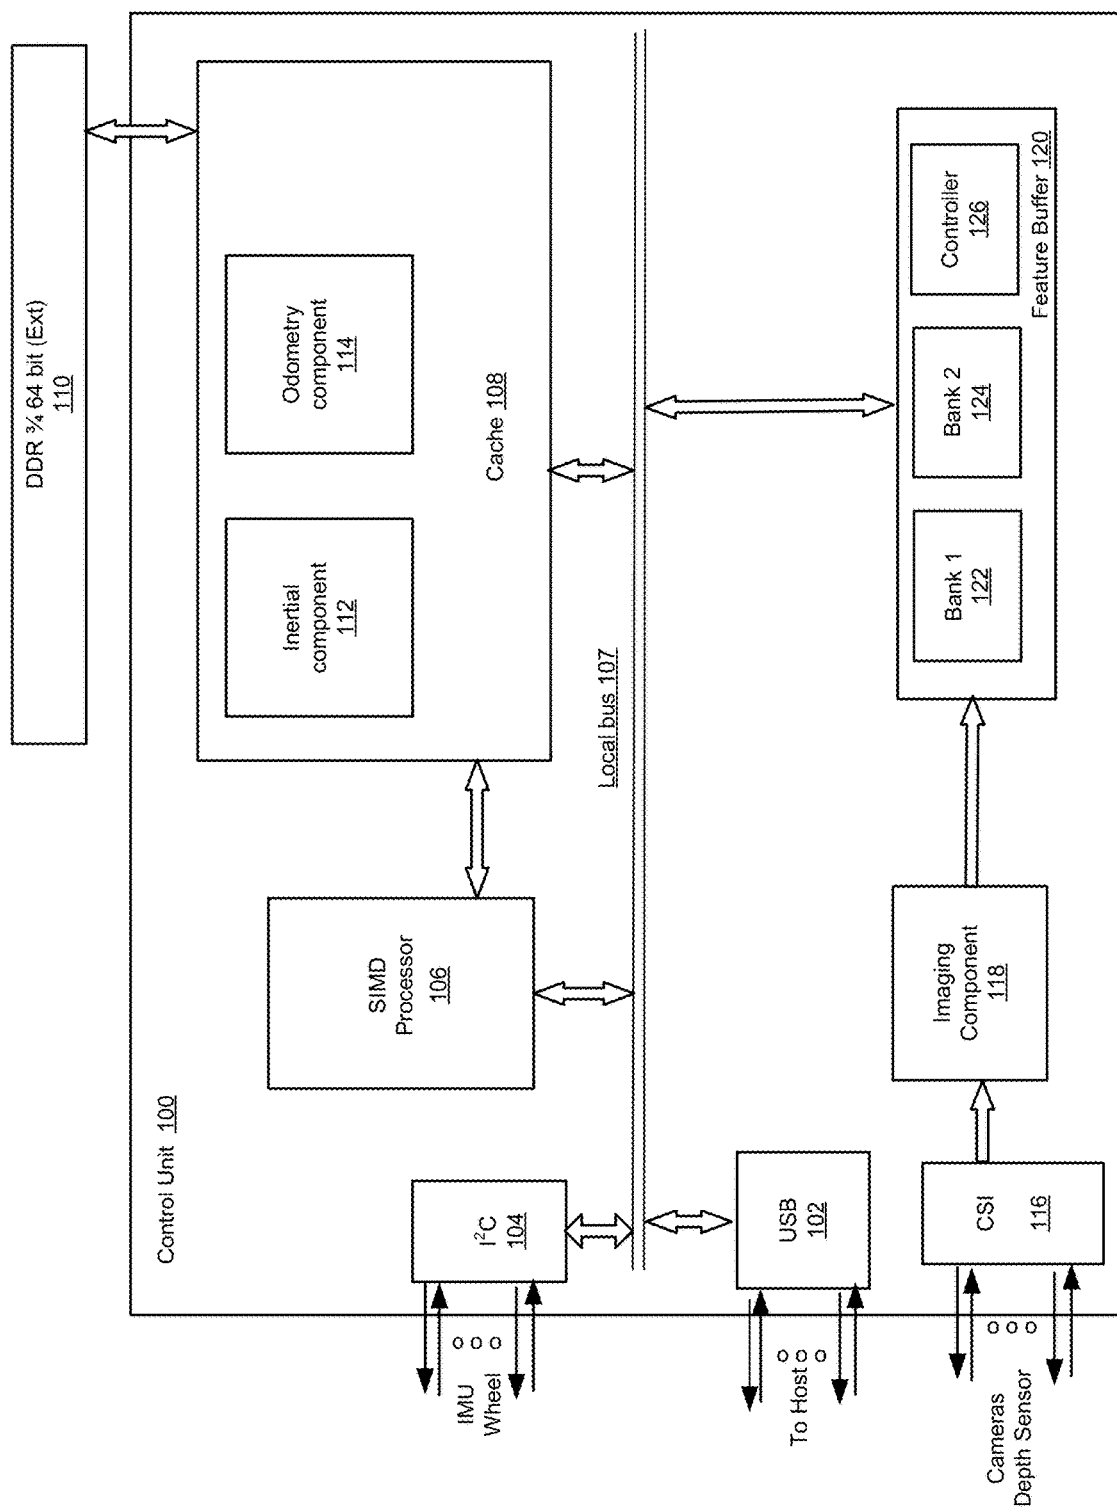 DDR ¾ 64 bit (Ext)
110
Control Unit 100
Inertial
component
112
Odometry
component
114
Cache 108
SIMD
Processor
106
Local bus 107
I²C
104
IMU
Wheel
USB
102
To Host
CSI
116
Cameras
Depth Sensor
Imaging
Component
118
Bank 1
122
Bank 2
124
Controller
126
Feature Buffer 120